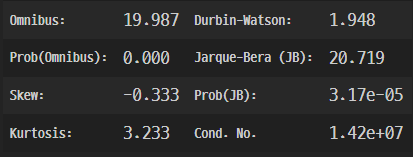 Omnibus: 19.987 Durbin-Watson: 1.948
Prob(Omnibus): 0.000 Jarque-Bera (JB): 20.719
Skew: -0.333 Prob(JB): 3.17e-05
Kurtosis: 3.233 Cond. No. 1.42e+07